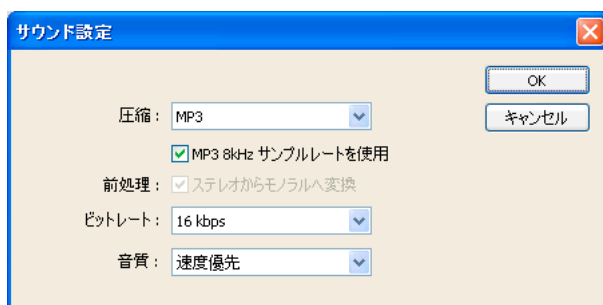 サウンド設定
OK
圧縮: MP3
キャンセル
MP3 8kHz サンプルレートを使用
前処理: ステレオからモノラルへ変換
ビットレート: 16 kbps
音質: 速度優先